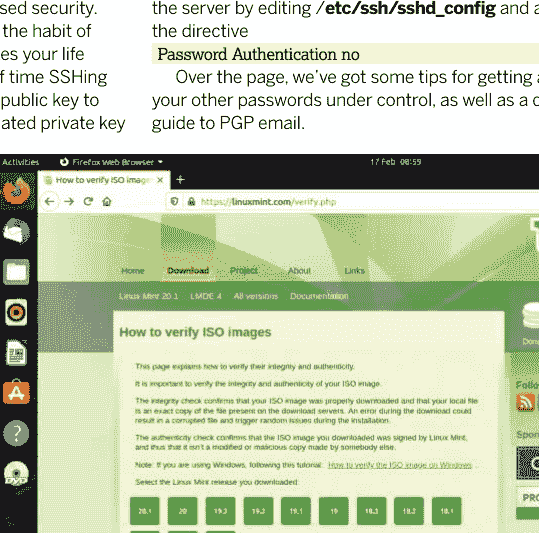 sed security.
the habit of
es your life
f time SSHing
public key to
ated private key
the server by editing /etc/ssh/sshd_config and a
the directive
Password Authentication no
Over the page, we've got some tips for getting a
your other passwords under control, as well as a
guide to PGP email.
Activities Firefox Web Browser 17 Feb 08:59
How to verify ISO image
https://linuxmint.com/verify.php
Home Download Project About Links
Linux Mint 20.1 LMDE 4 All versions Documentation
How to verify ISO images
This page explains how to verify their integrity and authenticity.
It is important to verify the integrity and authenticity of your ISO image.
The integrity check confirms that your ISO image was properly downloaded and that your local file
is an exact copy of the file present on the download servers. An error during the download could
result in a corrupted file and trigger random issues during the installation.
The authenticity check confirms that the ISO image you downloaded was signed by Linux Mint,
and thus that it isn't a modified or malicious copy made by somebody else.
Note: If you are using Windows, following this tutorial: How to verify the ISO image on Windows
Select the Linux Mint release you downloaded:
20.1 20 19.3 19.2 19.1 19 18.3 18.2 18.1
Don
Follo
Spon
PRO